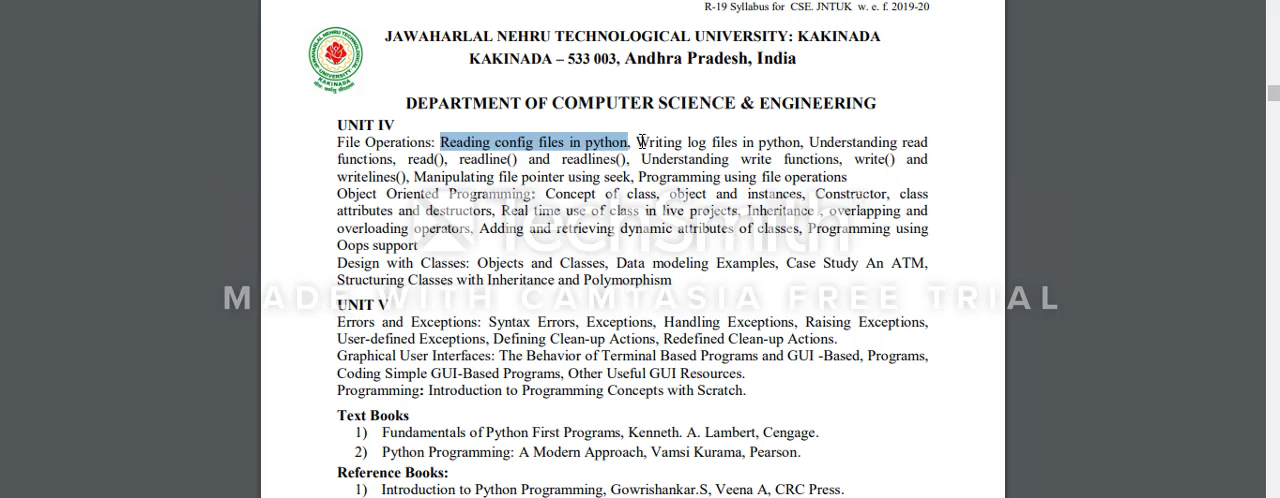 R-19 Syllabus for CSE. JNTUK w. e. f. 2019-20
JAWAHARLAL NEHRU TECHNOLOGICAL UNIVERSITY: KAKINADA
KAKINADA – 533 003, Andhra Pradesh, India
DEPARTMENT OF COMPUTER SCIENCE & ENGINEERING
UNIT IV
File Operations: Reading config files in python, Writing log files in python, Understanding read
functions, read(), readline() and readlines(), Understanding write functions, write() and
writelines(), Manipulating file pointer using seek, Programming using file operations
Object Oriented Programming: Concept of class, object and instances, Constructor, class
attributes and destructors, Real time use of class in live projects, Inheritance , overlapping and
overloading operators, Adding and retrieving dynamic attributes of classes, Programming using
Oops support
Design with Classes: Objects and Classes, Data modeling Examples, Case Study An ATM,
Structuring Classes with Inheritance and Polymorphism
TechSmith
MADE WITH CAMTASIA FREE TRIAL
UNIT V
Errors and Exceptions: Syntax Errors, Exceptions, Handling Exceptions, Raising Exceptions,
User-defined Exceptions, Defining Clean-up Actions, Redefined Clean-up Actions.
Graphical User Interfaces: The Behavior of Terminal Based Programs and GUI -Based, Programs,
Coding Simple GUI-Based Programs, Other Useful GUI Resources.
Programming: Introduction to Programming Concepts with Scratch.
Text Books
1) Fundamentals of Python First Programs, Kenneth. A. Lambert, Cengage.
2) Python Programming: A Modern Approach, Vamsi Kurama, Pearson.
Reference Books:
1) Introduction to Python Programming, Gowrishankar.S, Veena A, CRC Press.